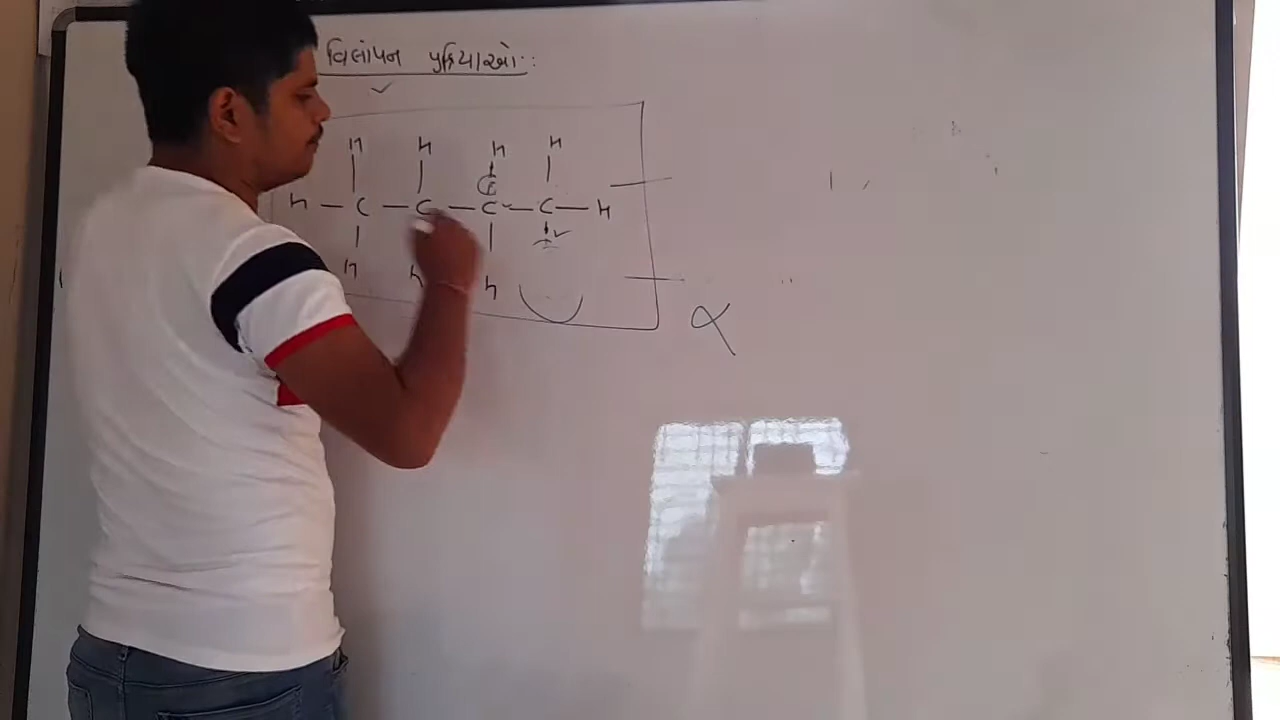 વિલોપન પ્રક્રિયાઓ::
H H H H
H — C — C — C — C — H
H H H
α